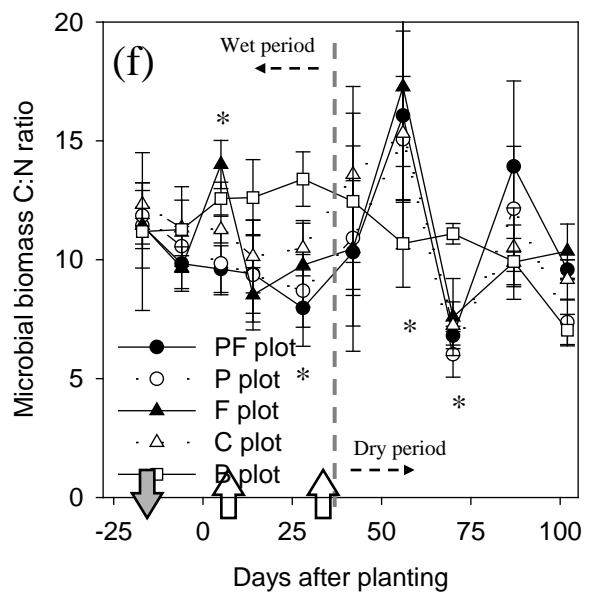 20
(f)
Wet period
*
15
Microbial biomass C:N ratio
10
PF plot
P plot
*
*
F plot
*
5
C plot
Dry period
B plot
0
-25 0 25 50 75 100
Days after planting